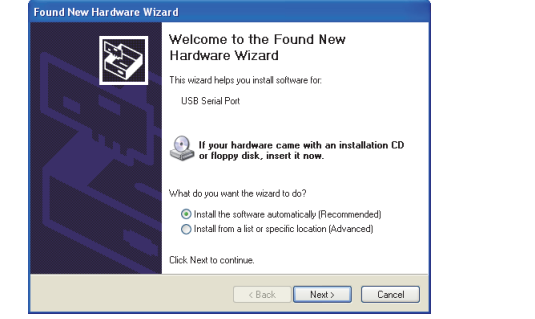 Found New Hardware Wizard
Welcome to the Found New
Hardware Wizard
This wizard helps you install software for:
USB Serial Port
If your hardware came with an installation CD
or floppy disk, insert it now.
What do you want the wizard to do?
Install the software automatically (Recommended)
Install from a list or specific location (Advanced)
Click Next to continue.
< Back Next > Cancel